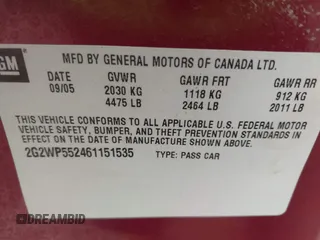 GM
MFD BY GENERAL MOTORS OF CANADA LTD.
DATE GVWR GAWR FRT GAWR RR
09/05 2030 KG 1118 KG 912 KG
4475 LB 2464 LB 2011 LB
THIS VEHICLE CONFORMS TO ALL APPLICABLE U.S. FEDERAL MOTOR
VEHICLE SAFETY, BUMPER, AND THEFT PREVENTION STANDARDS IN
EFFECT ON THE DATE OF MANUFACTURE SHOWN ABOVE.
2G2WP552461151535 TYPE: PASS CAR
DREAMBID